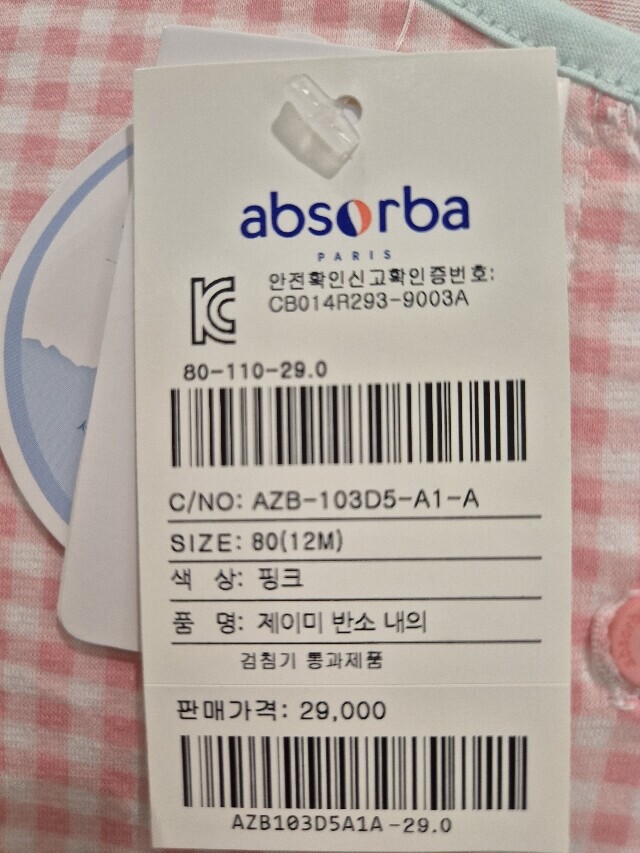 absorba
PARIS
안전확인신고확인증번호:
CB014R293-9003A
80-110-29.0
C/NO: AZB-103D5-A1-A
SIZE: 80(12M)
색 상: 핑크
품 명: 제이미 반소 내의
검침기 통과제품
판매가격: 29,000
AZB103D5A1A-29.0